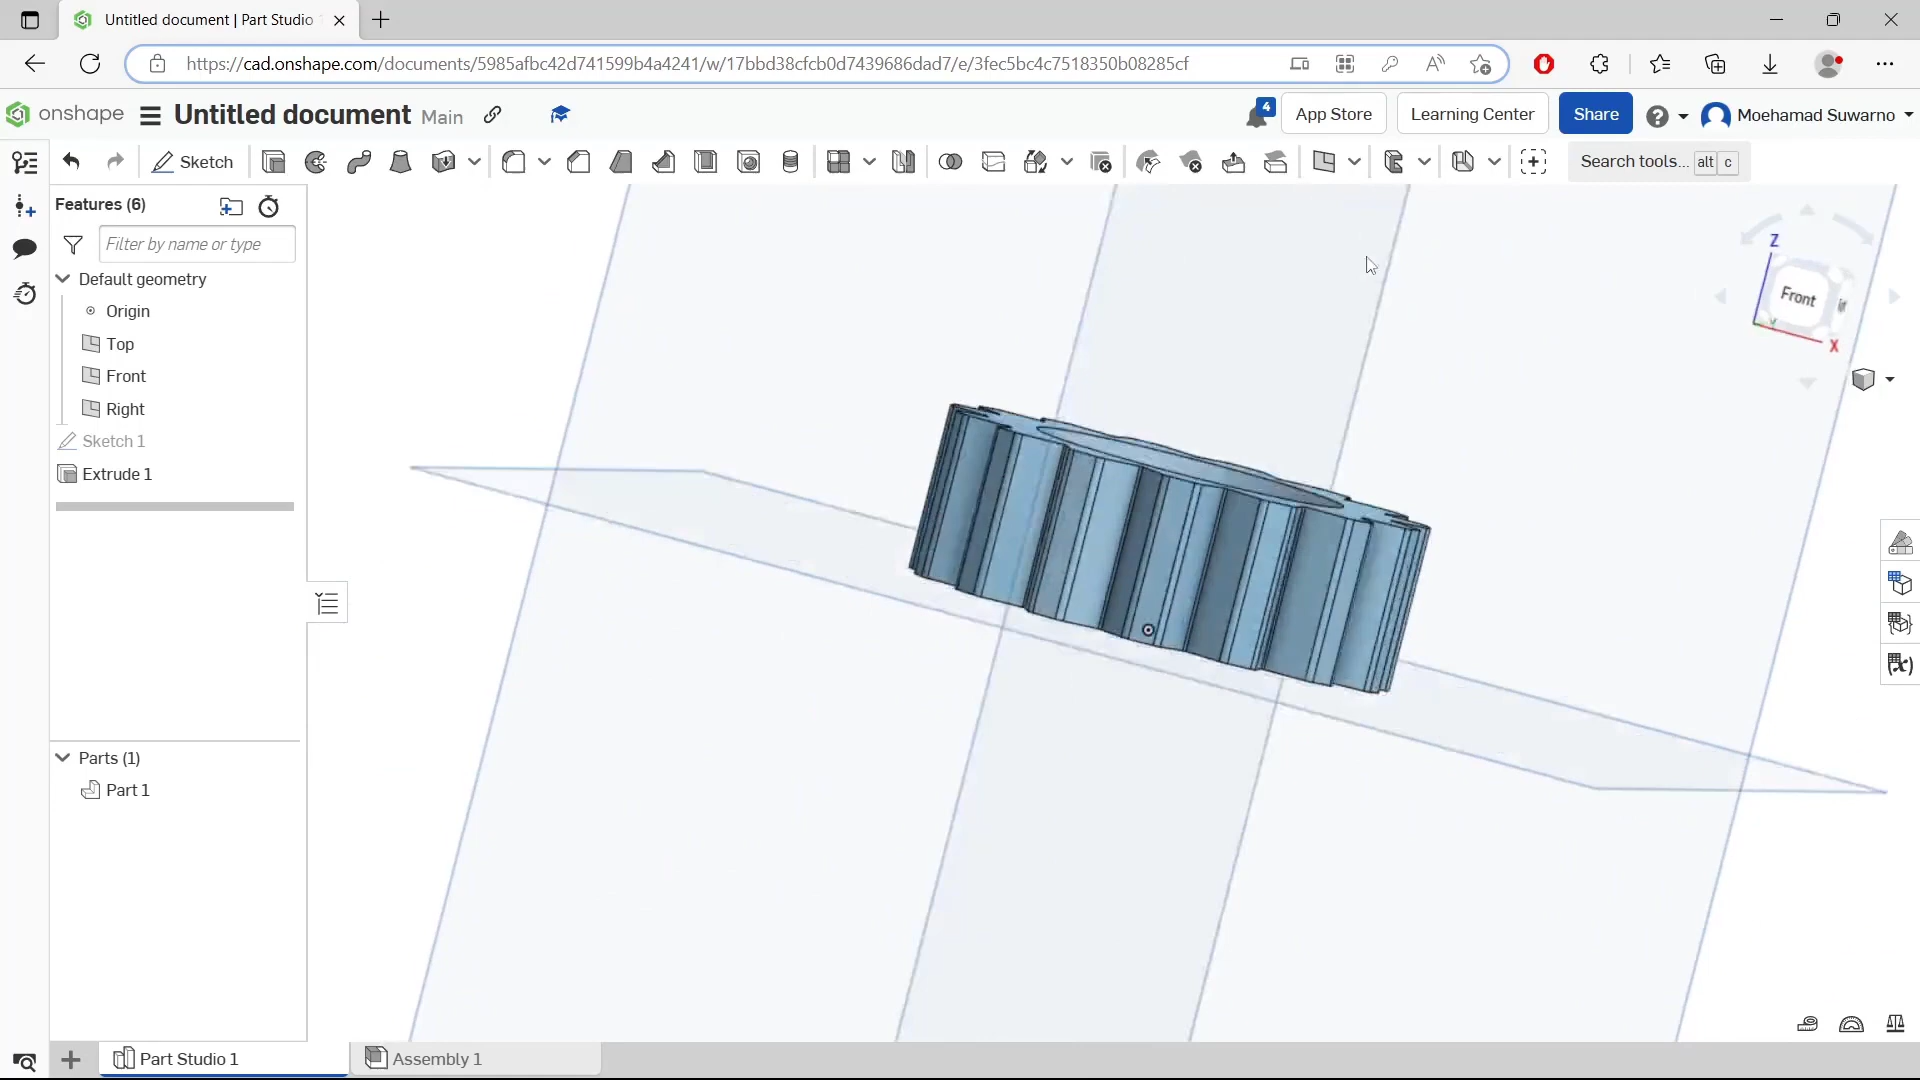 Untitled document | Part Studio
https://cad.onshape.com/documents/5985afbc42d741599b4a4241/w/17bbd38cfcb0d7439686dad7/e/3fec5bc4c7518350b08285cf
onshape Untitled document Main 4 App Store Learning Center Share Moehamad Suwarno
Sketch Search tools... alt c
Features (6)
Filter by name or type
Default geometry
Origin
Top
Front
Right
Sketch 1
Extrude 1
Z
Front
X
Parts (1)
Part 1
Part Studio 1 Assembly 1